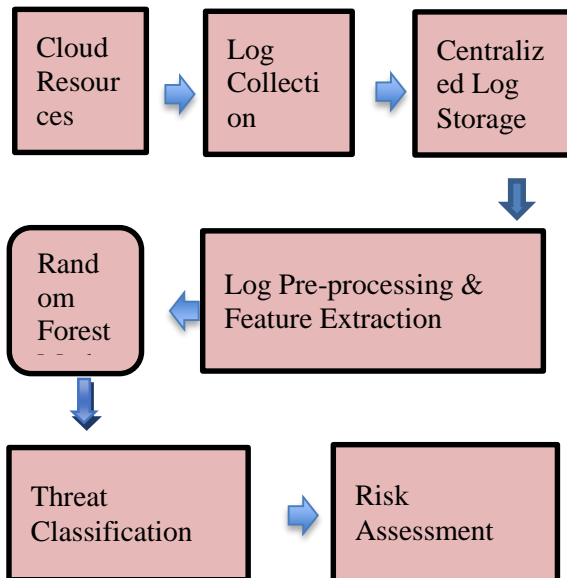 Cloud
Resour
ces
Log
Collecti
on
Centraliz
ed Log
Storage
Log Pre-processing &
Feature Extraction
Rand
om
Forest
Threat
Classification
Risk
Assessment